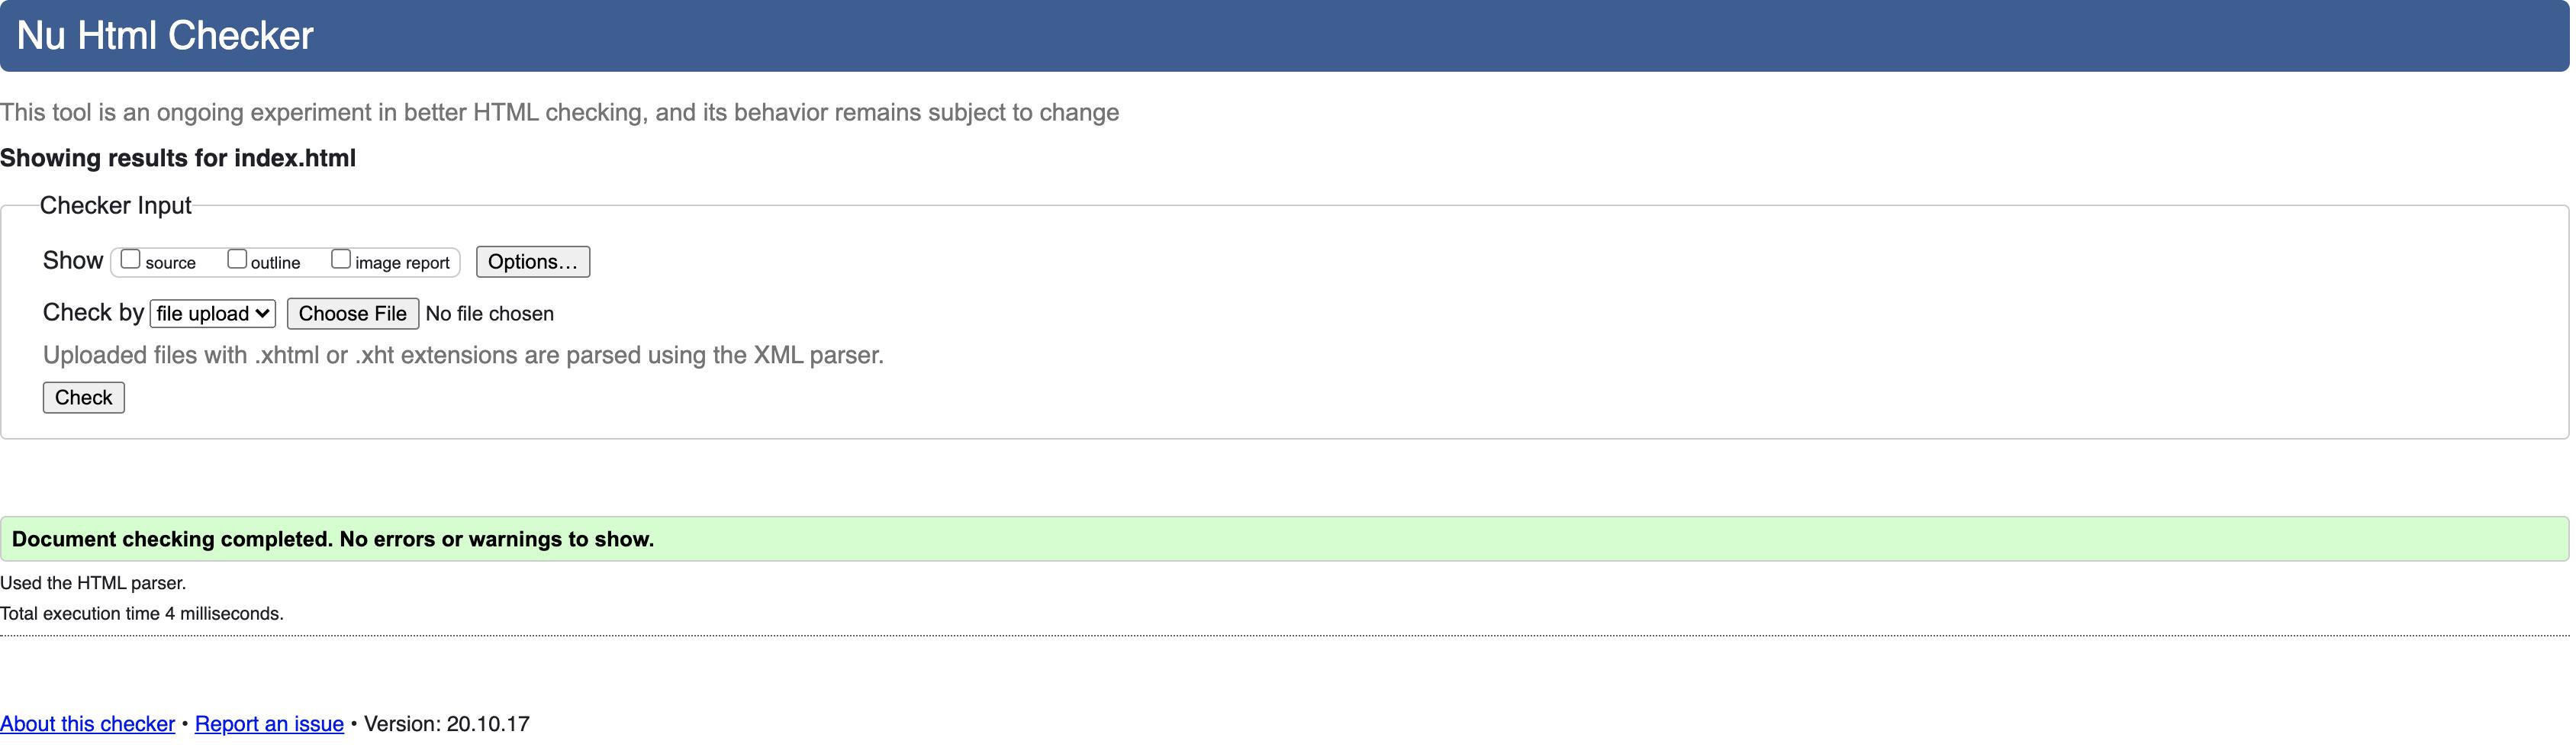 Nu Html Checker
This tool is an ongoing experiment in better HTML checking, and its behavior remains subject to change
Showing results for index.html
Checker Input
Show source outline image report Options...
Check by file upload Choose File No file chosen
Uploaded files with .xhtml or .xht extensions are parsed using the XML parser.
Check
Document checking completed. No errors or warnings to show.
Used the HTML parser.
Total execution time 4 milliseconds.
About this checker • Report an issue • Version: 20.10.17